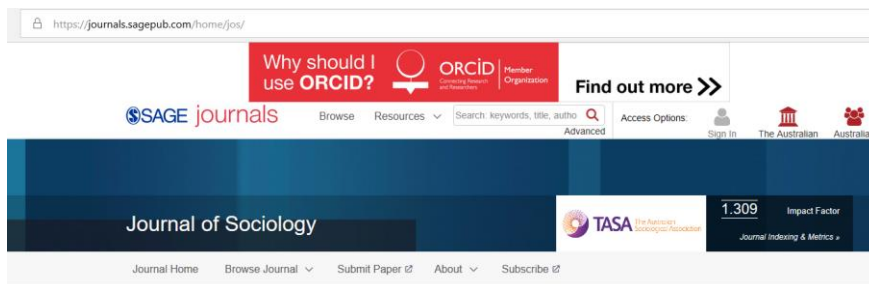 https://journals.sagepub.com/home/jos/
Why should I
use ORCID?
ORCID
Connecting Research
and Researchers
Member
Organization
Find out more
SAGE journals
Browse
Resources
Search: keywords, title, autho
Advanced
Access Options:
Sign In
The Australian
Australia
Journal of Sociology
TASA
The Australian
Sociological Association
1.309
Impact Factor
Journal Indexing & Metrics »
Journal Home
Browse Journal
Submit Paper
About
Subscribe